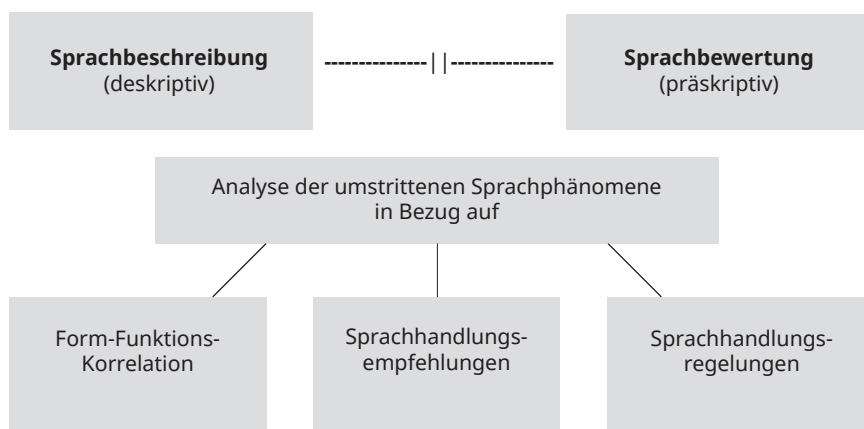 Sprachbeschreibung
(deskriptiv)
---------------||---------------
Sprachbewertung
(präskriptiv)
Analyse der umstrittenen Sprachphänomene
in Bezug auf
Form-Funktions-
Korrelation
Sprachhandlungs-
empfehlungen
Sprachhandlungs-
regelungen